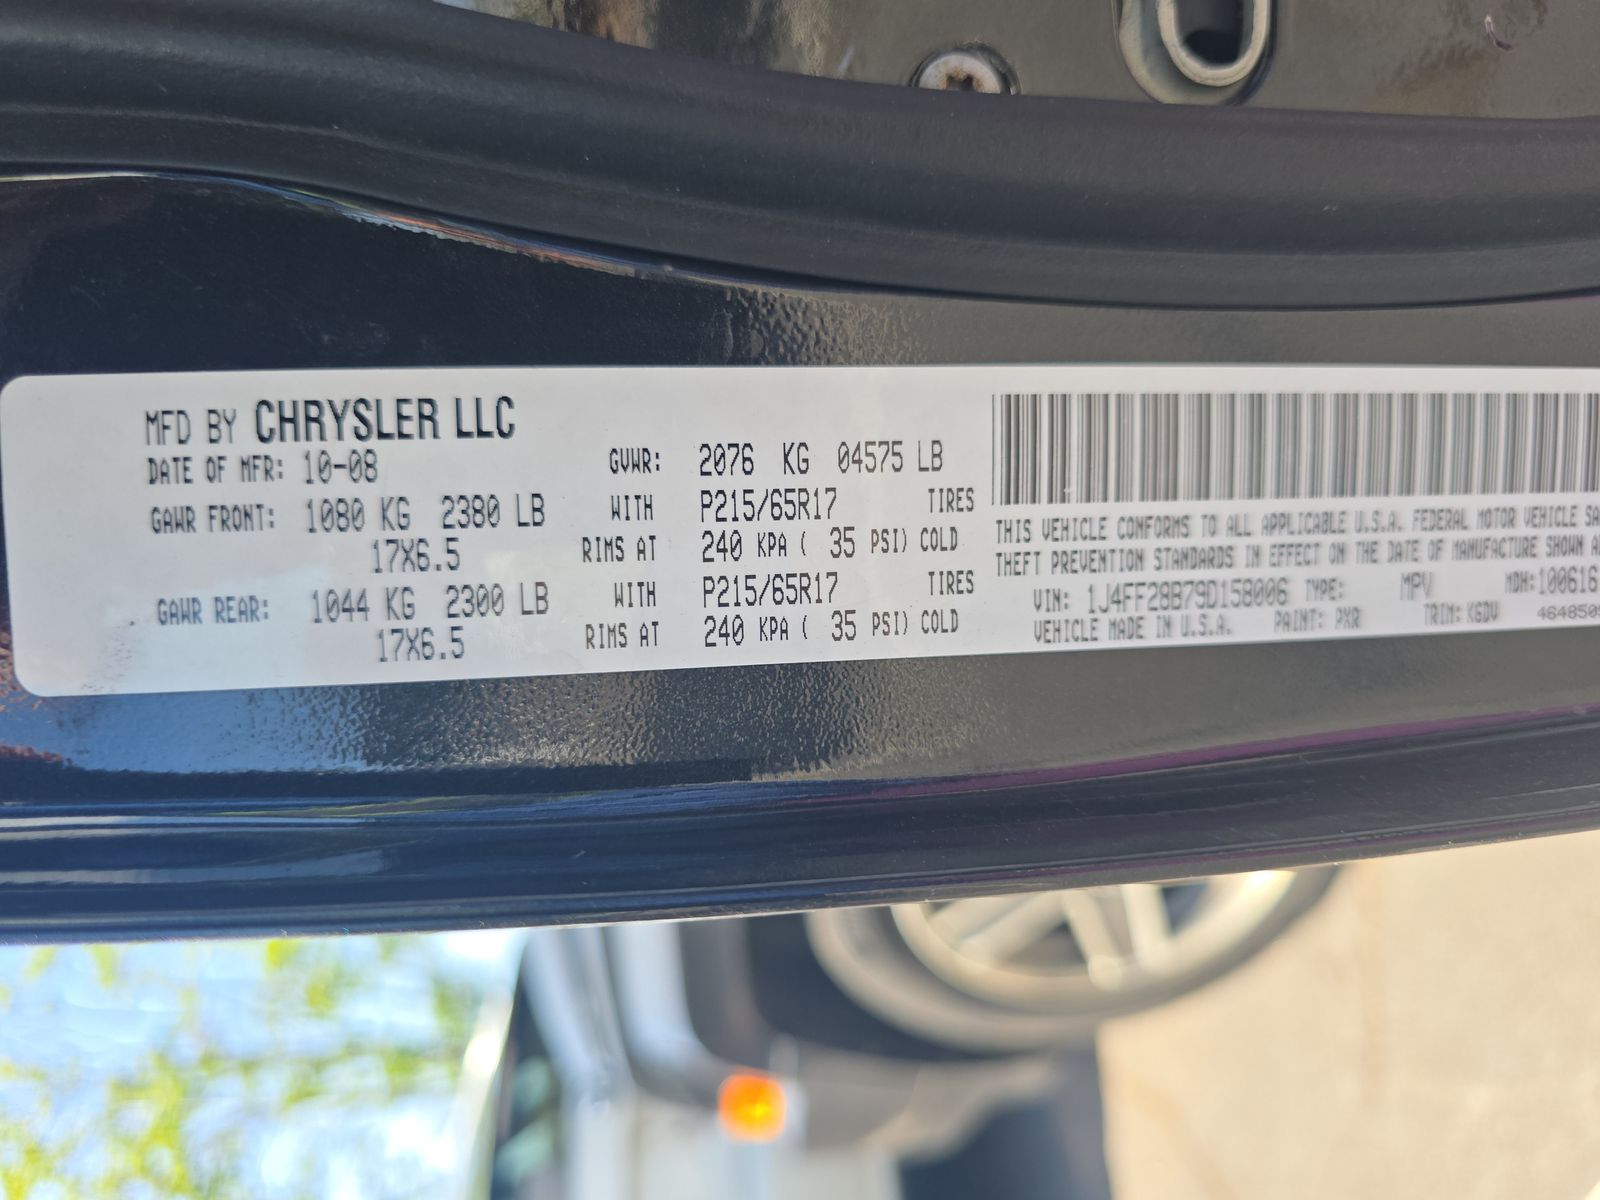 MFD BY CHRYSLER LLC
DATE OF MFR: 10-08
GVWR: 2076 KG 04575 LB
GAWR FRONT: 1080 KG 2380 LB WITH P215/65R17 TIRES
17X6.5 RIMS AT 240 KPA ( 35 PSI) COLD
GAWR REAR: 1044 KG 2300 LB WITH P215/65R17 TIRES
17X6.5 RIMS AT 240 KPA ( 35 PSI) COLD
THIS VEHICLE CONFORMS TO ALL APPLICABLE U.S.A. FEDERAL MOTOR VEHICLE SA
THEFT PREVENTION STANDARDS IN EFFECT ON THE DATE OF MANUFACTURE SHOWN A
VIN: 1J4FF28B79D158006 TYPE: MPV MDH:100616
VEHICLE MADE IN U.S.A. PAINT: PXR TRIM: KGDV 4648505